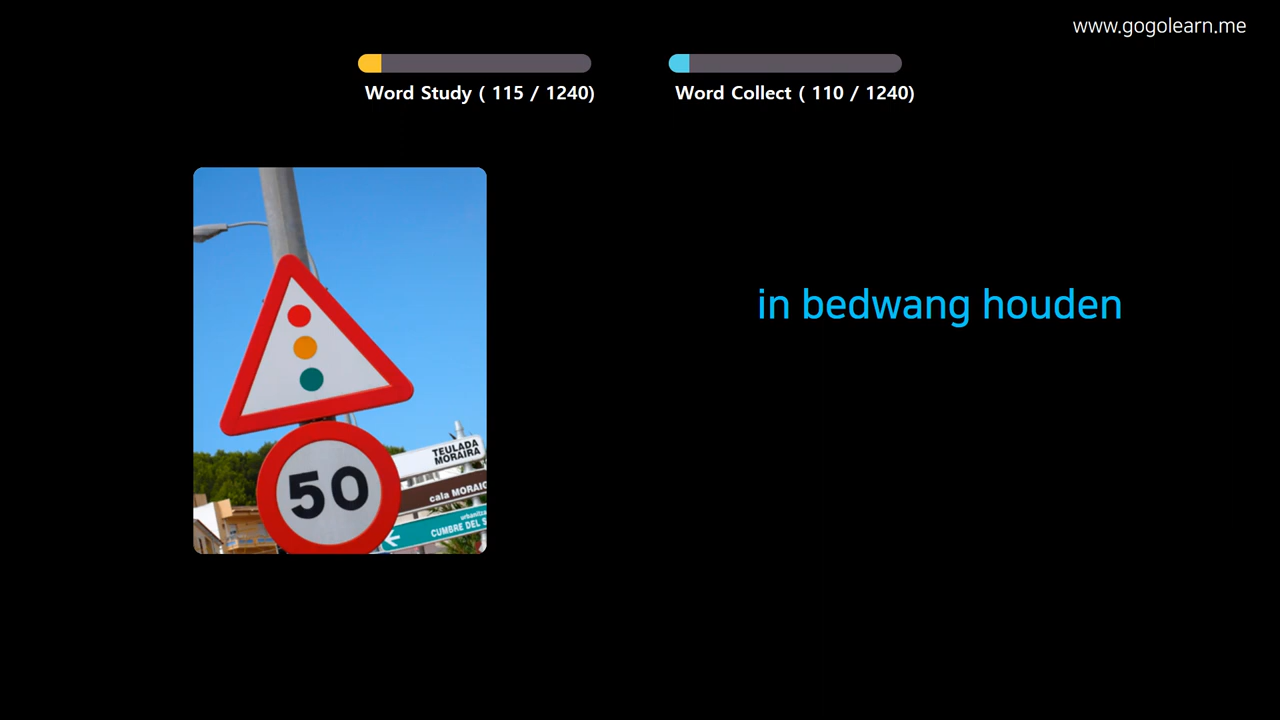 www.gogolearn.me
Word Study ( 115 / 1240)
Word Collect ( 110 / 1240)
in bedwang houden
TEULADA
MORAIRA
50
cala
urbanitza
CUMBRE DEL